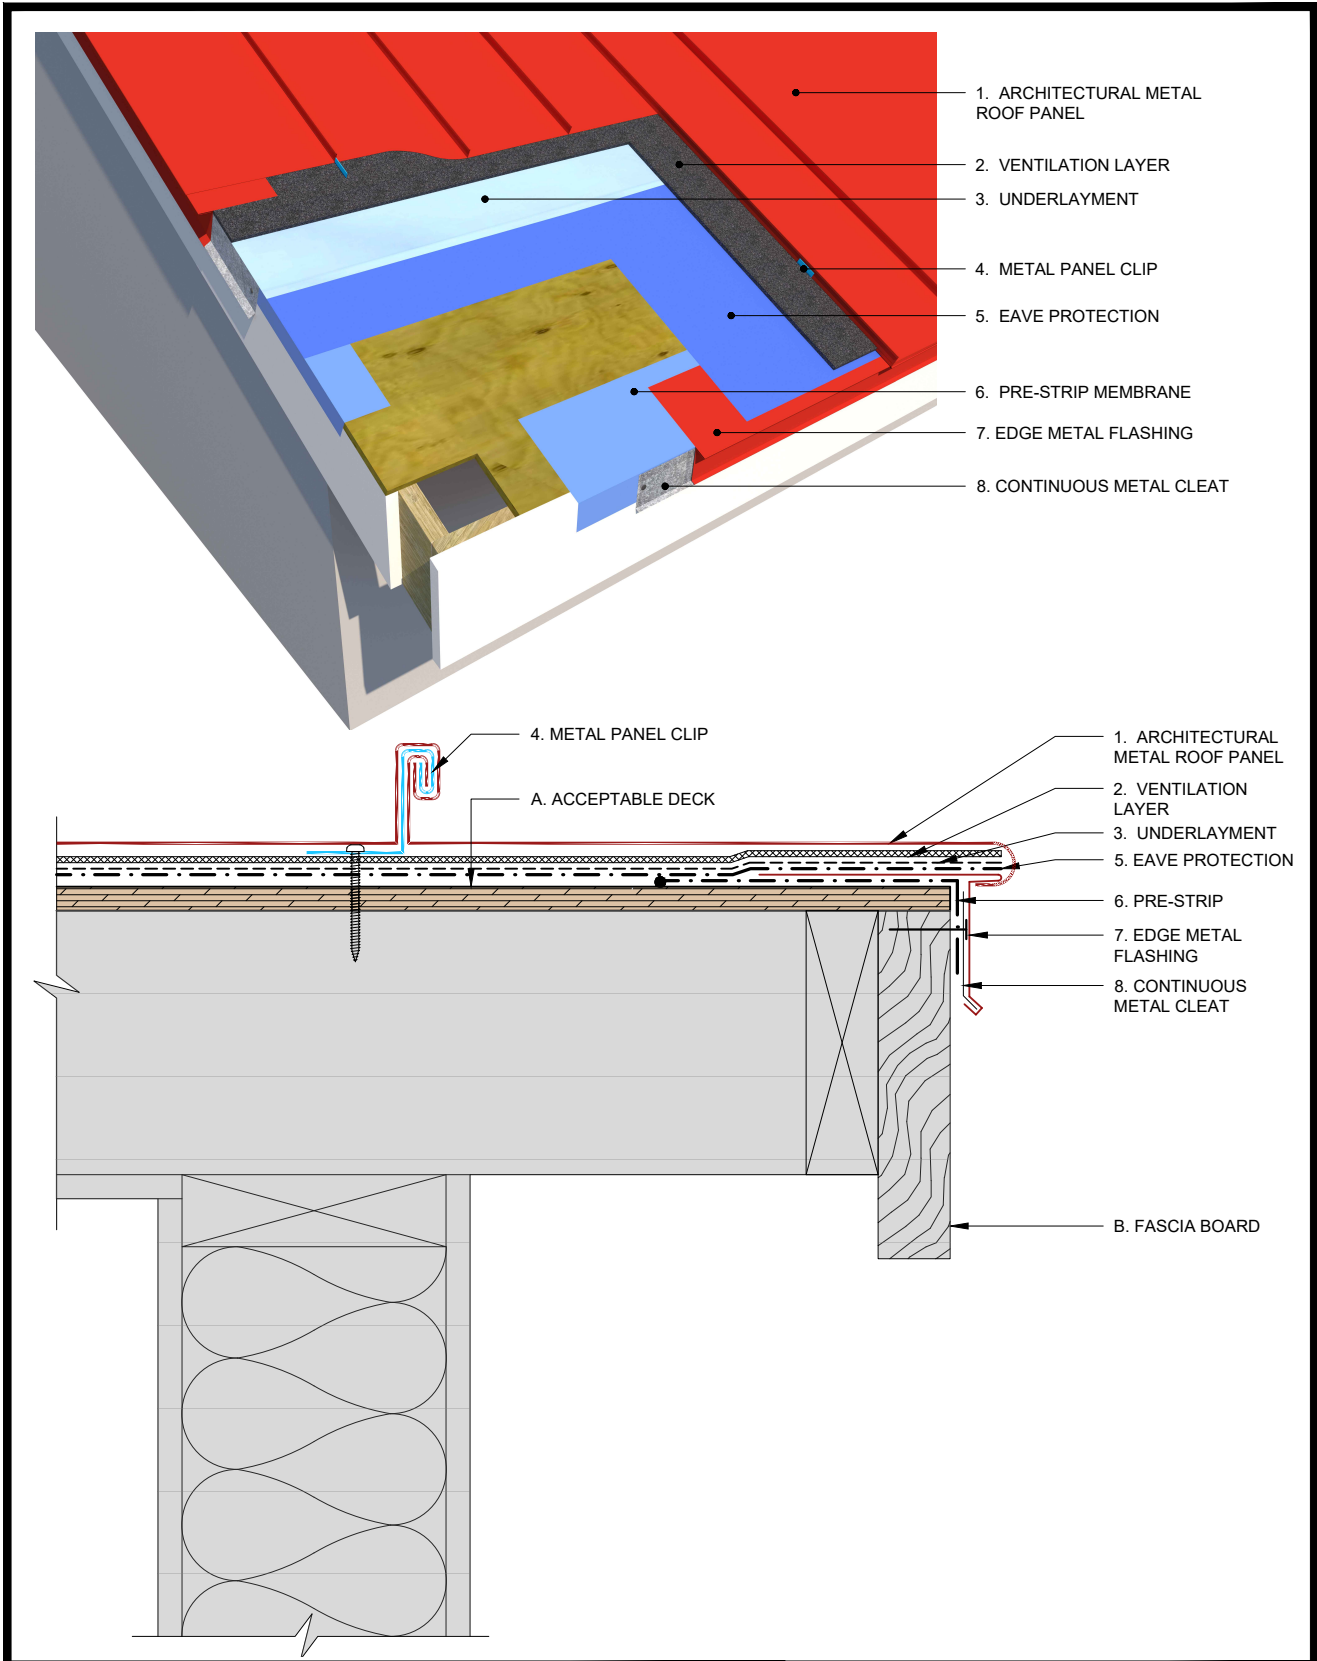 1. ARCHITECTURAL METAL
ROOF PANEL
2. VENTILATION LAYER
3. UNDERLAYMENT
4. METAL PANEL CLIP
5. EAVE PROTECTION
6. PRE-STRIP MEMBRANE
7. EDGE METAL FLASHING
8. CONTINUOUS METAL CLEAT
4. METAL PANEL CLIP
A. ACCEPTABLE DECK
1. ARCHITECTURAL
METAL ROOF PANEL
2. VENTILATION
LAYER
3. UNDERLAYMENT
5. EAVE PROTECTION
6. PRE-STRIP
7. EDGE METAL
FLASHING
8. CONTINUOUS
METAL CLEAT
B. FASCIA BOARD